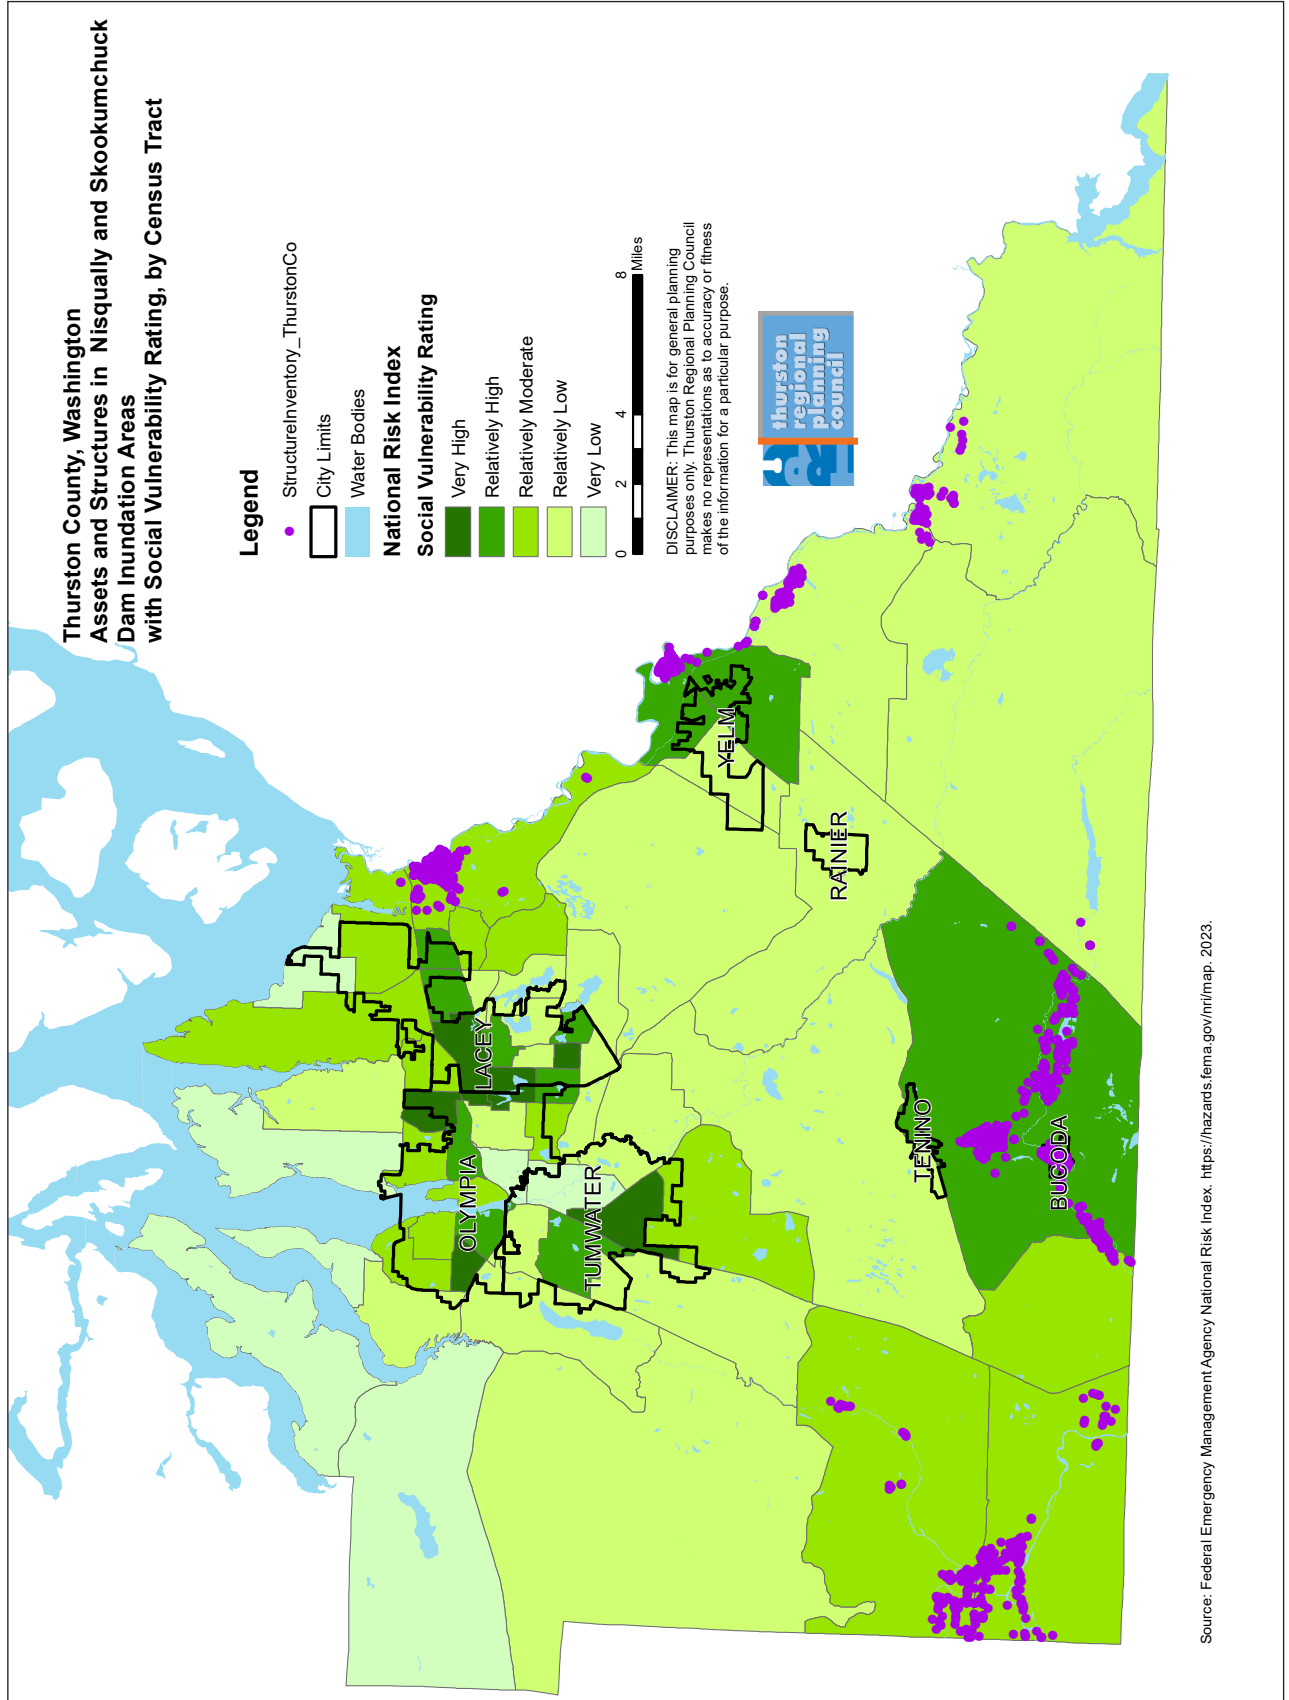 Thurston County, Washington
Assets and Structures in Nisqually and Skookumchuck
Dam Inundation Areas
with Social Vulnerability Rating, by Census Tract
Legend
StructureInventory_ThurstonCo
City Limits
Water Bodies
National Risk Index
Social Vulnerability Rating
Very High
Relatively High
Relatively Moderate
Relatively Low
Very Low
0 2 4 8
Miles
DISCLAIMER: This map is for general planning
purposes only. Thurston Regional Planning Council
makes no representations as to accuracy or fitness
of the information for a particular purpose.
TRPC
thurston
regional
planning
council
OLYMPIA
LACEY
TUMWATER
YELM
RAINIER
TENINO
BUCODA
Source: Federal Emergency Management Agency National Risk Index. https://hazards.fema.gov/nri/map. 2023.